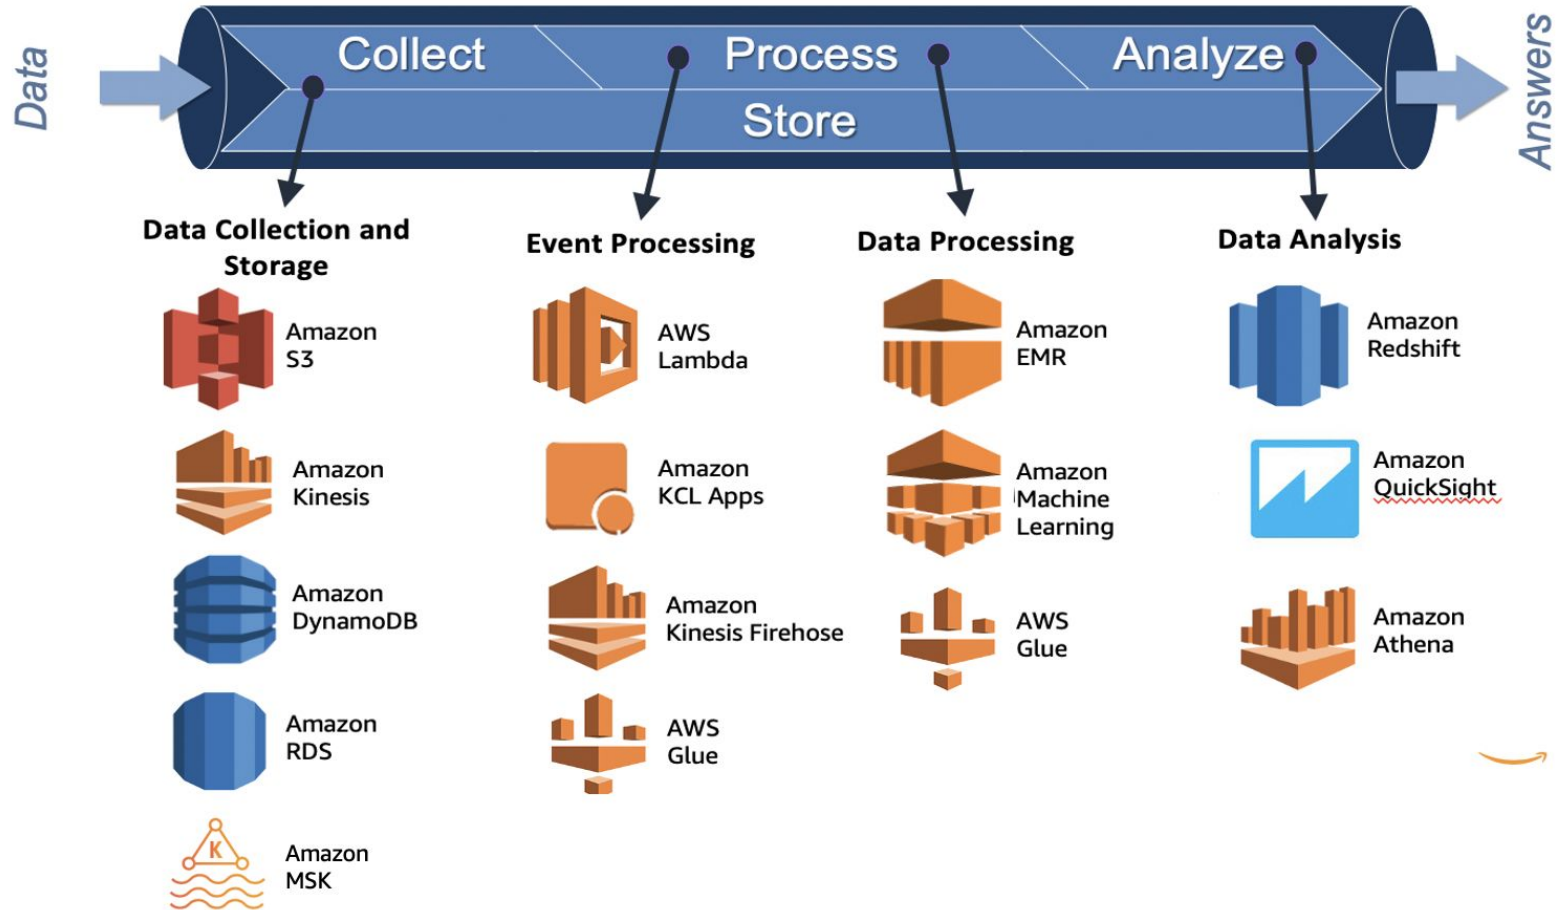 Data
Collect
Process
Analyze
Store
Answers
Data Collection and
Storage
Amazon
S3
Amazon
Kinesis
Amazon
DynamoDB
Amazon
RDS
K
Amazon
MSK
Event Processing
AWS
Lambda
Amazon
KCL Apps
Amazon
Kinesis Firehose
AWS
Glue
Data Processing
Amazon
EMR
Amazon
Machine
Learning
AWS
Glue
Data Analysis
Amazon
Redshift
Amazon
QuickSight
Amazon
Athena